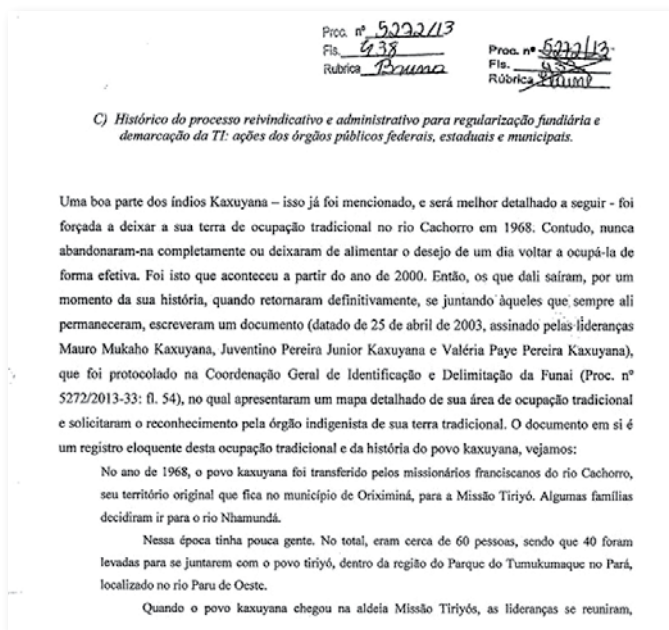 Proc. nº 5272/13
Fls. 438
Rubrica Bruna
Proc. nº 5272/13
Fls.
Rúbrica
C) Histórico do processo reivindicativo e administrativo para regularização fundiária e
demarcação da TI: ações dos órgãos públicos federais, estaduais e municipais.
Uma boa parte dos índios Kaxuyana – isso já foi mencionado, e será melhor detalhado a seguir - foi
forçada a deixar a sua terra de ocupação tradicional no rio Cachorro em 1968. Contudo, nunca
abandonaram-na completamente ou deixaram de alimentar o desejo de um dia voltar a ocupá-la de
forma efetiva. Foi isto que aconteceu a partir do ano de 2000. Então, os que dali saíram, por um
momento da sua história, quando retornaram definitivamente, se juntando àqueles que sempre ali
permaneceram, escreveram um documento (datado de 25 de abril de 2003, assinado pelas lideranças
Mauro Mukaho Kaxuyana, Juventino Pereira Junior Kaxuyana e Valéria Paye Pereira Kaxuyana),
que foi protocolado na Coordenação Geral de Identificação e Delimitação da Funai (Proc. nº
5272/2013-33: fl. 54), no qual apresentaram um mapa detalhado de sua área de ocupação tradicional
e solicitaram o reconhecimento pela órgão indigenista de sua terra tradicional. O documento em si é
um registro eloquente desta ocupação tradicional e da história do povo kaxuyana, vejamos:
No ano de 1968, o povo kaxuyana foi transferido pelos missionários franciscanos do rio Cachorro,
seu território original que fica no município de Oriximiná, para a Missão Tiriyó. Algumas famílias
decidiram ir para o rio Nhamundá.
Nessa época tinha pouca gente. No total, eram cerca de 60 pessoas, sendo que 40 foram
levadas para se juntarem com o povo tiriyó, dentro da região do Parque do Tumukumaque no Pará,
localizado no rio Paru de Oeste.
Quando o povo kaxuyana chegou na aldeia Missão Tiriyós, as lideranças se reuniram,